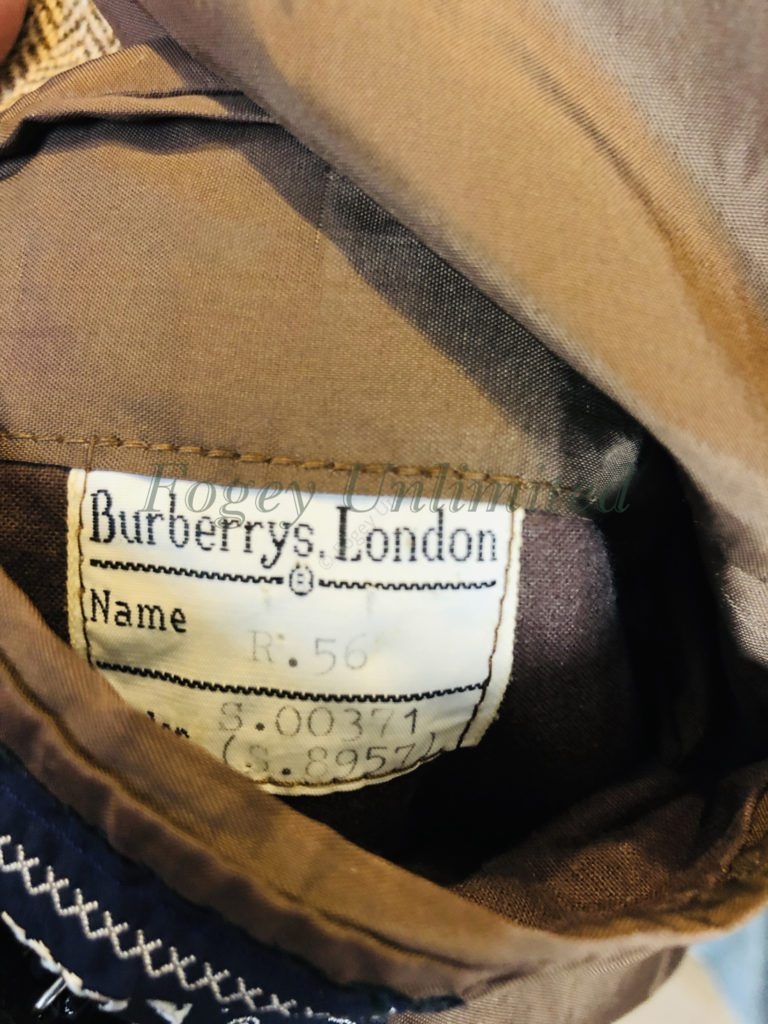 Fogey Unlimited
Burberrys. London
B
Name
R.56
S.00371
(S.8957)